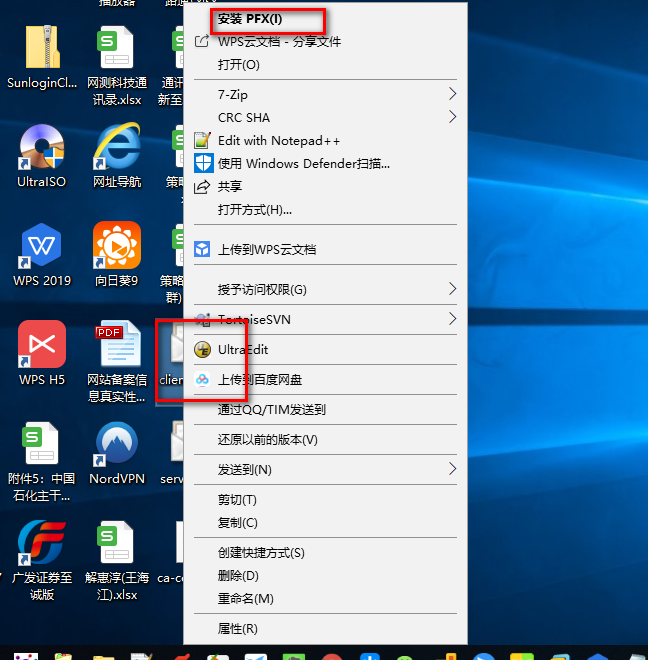 播放器
安装 PFX(I)
WPS云文档 - 分享文件
打开(O)
7-Zip
CRC SHA
Edit with Notepad++
使用 Windows Defender扫描...
共享
打开方式(H)...
上传到WPS云文档
授予访问权限(G)
TortoiseSVN
UltraEdit
上传到百度网盘
通过QQ/TIM发送到
还原以前的版本(V)
发送到(N)
剪切(T)
复制(C)
创建快捷方式(S)
删除(D)
重命名(M)
属性(R)
SunloginCl...
网测科技通
讯录.xlsx
通讯
新至
UltraISO
网址导航
策略
WPS 2019
向日葵9
策略
群)
WPS H5
PDF
网站备案信
息真实性...
clien
附件5：中国
石化主干...
NordVPN
serv
广发证券至
诚版
解惠淳(王海
江).xlsx
ca-ce